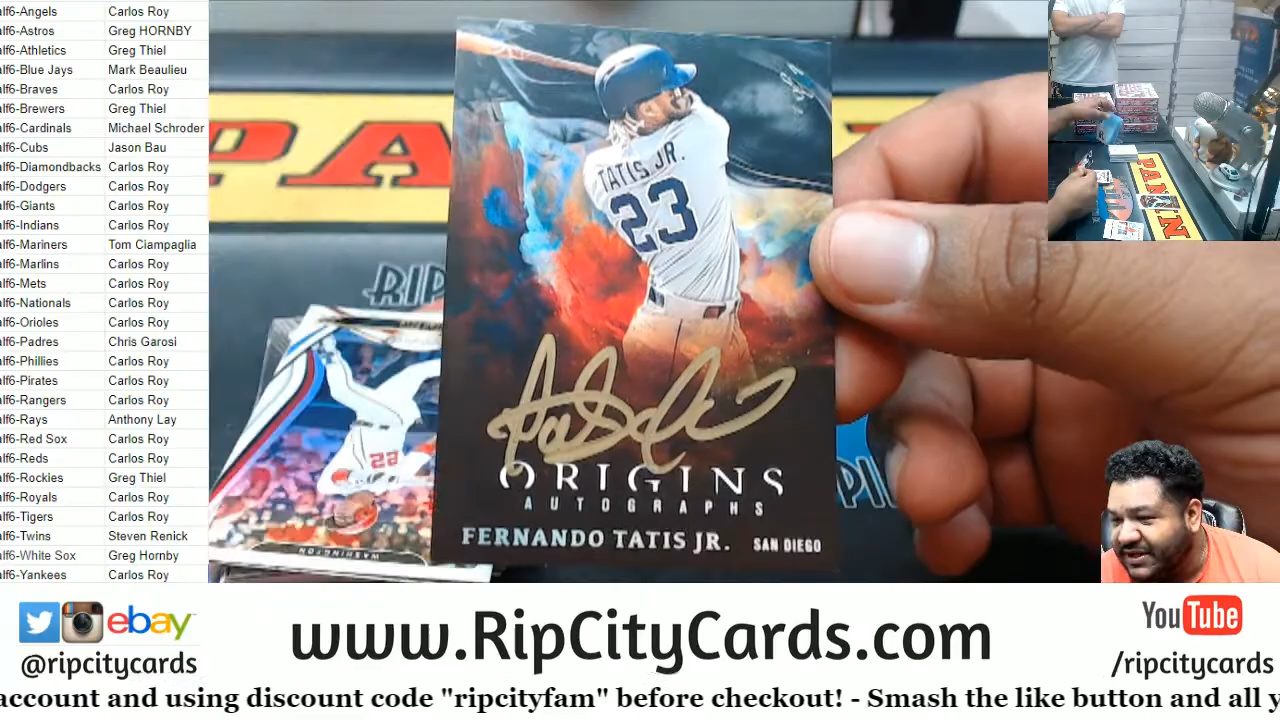 alf6-Angels Carlos Roy
alf6-Astros Greg HORNBY
alf6-Athletics Greg Thiel
alf6-Blue Jays Mark Beaulieu
alf6-Braves Carlos Roy
alf6-Brewers Greg Thiel
alf6-Cardinals Michael Schroder
alf6-Cubs Jason Bau
alf6-Diamondbacks Carlos Roy
alf6-Dodgers Carlos Roy
alf6-Giants Carlos Roy
alf6-Indians Carlos Roy
alf6-Mariners Tom Ciampaglia
alf6-Marlins Carlos Roy
alf6-Mets Carlos Roy
alf6-Nationals Carlos Roy
alf6-Orioles Carlos Roy
alf6-Padres Chris Garosi
alf6-Phillies Carlos Roy
alf6-Pirates Carlos Roy
alf6-Rangers Carlos Roy
alf6-Rays Anthony Lay
alf6-Red Sox Carlos Roy
alf6-Reds Carlos Roy
alf6-Rockies Greg Thiel
alf6-Royals Carlos Roy
alf6-Tigers Carlos Roy
alf6-Twins Steven Renick
alf6-White Sox Greg Hornby
alf6-Yankees Carlos Roy
PA
RIP
TATIS JR.
23
ORIGINS
AUTOGRAPHS
FERNANDO TATIS JR. SAN DIEGO
22
WASHINGTON
PANIN
ebay
@ripcitycards
www.RipCityCards.com
YouTube
/ripcitycards
account and using discount code "ripcityfam" before checkout! - Smash the like button and all y